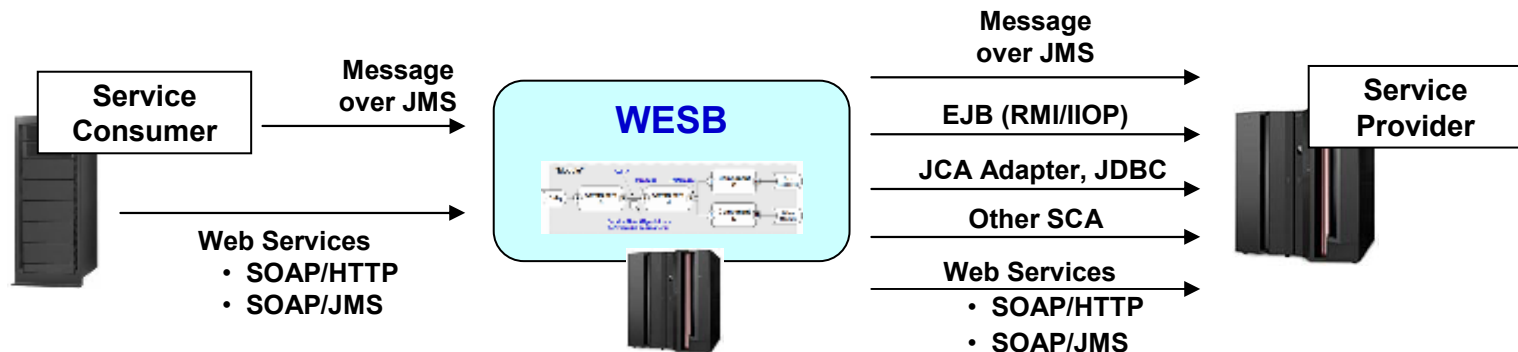 Service
Consumer
Message
over JMS
Web Services
• SOAP/HTTP
• SOAP/JMS
WESB
Message
over JMS
EJB (RMI/IIOP)
JCA Adapter, JDBC
Other SCA
Web Services
• SOAP/HTTP
• SOAP/JMS
Service
Provider